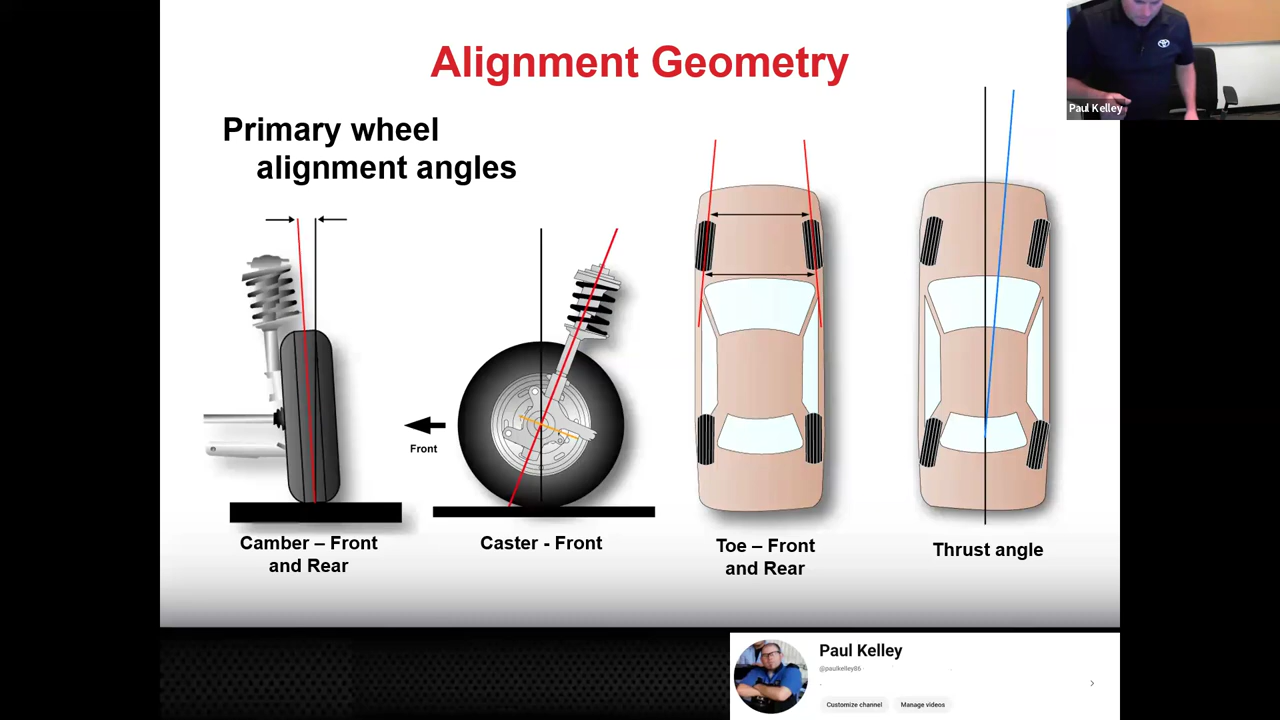 Alignment Geometry
Paul Kelley
Primary wheel
alignment angles
Front
Camber – Front
and Rear
Caster - Front
Toe – Front
and Rear
Thrust angle
Paul Kelley
@paulkelley86
Customize channel
Manage videos